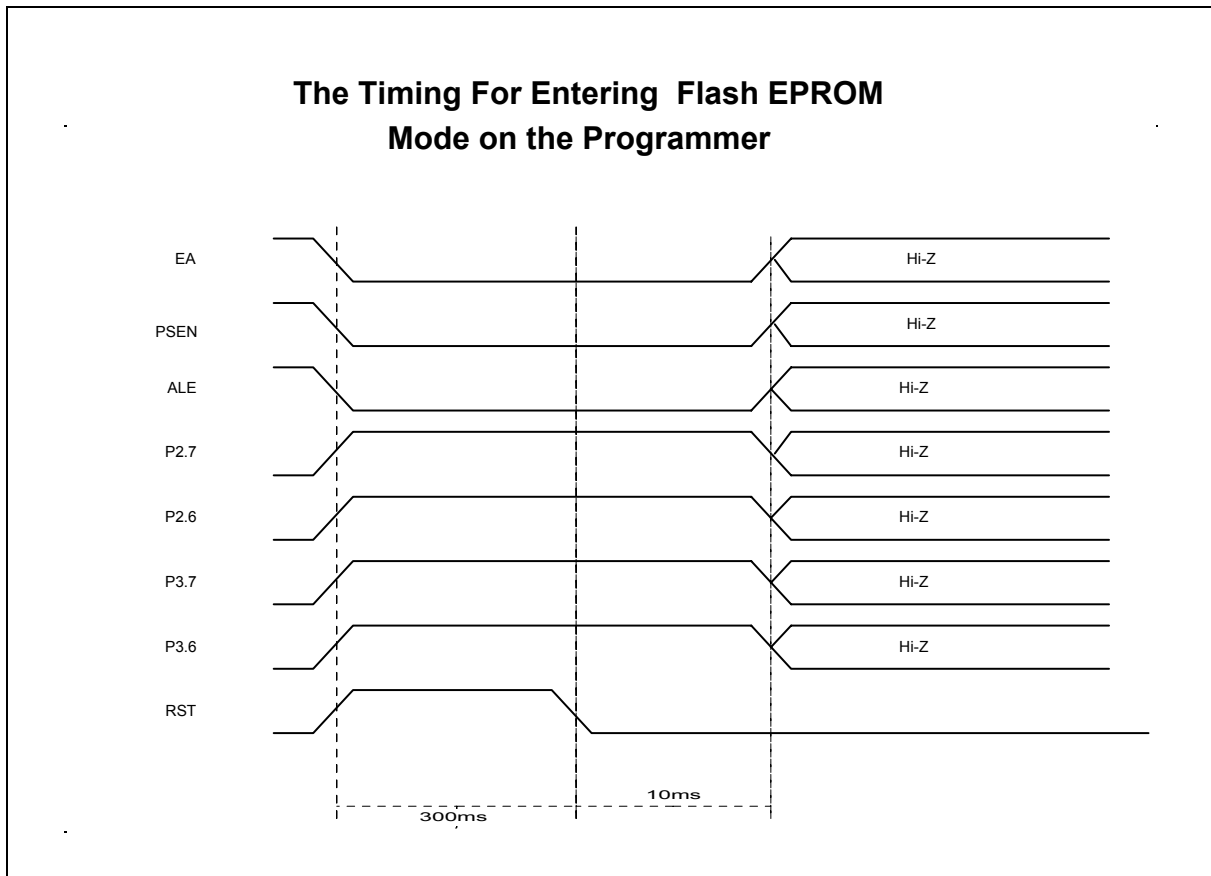 The Timing For Entering Flash EPROM
Mode on the Programmer
EA
Hi-Z
PSEN
Hi-Z
ALE
Hi-Z
P2.7
Hi-Z
P2.6
Hi-Z
P3.7
Hi-Z
P3.6
Hi-Z
RST
10ms
300ms